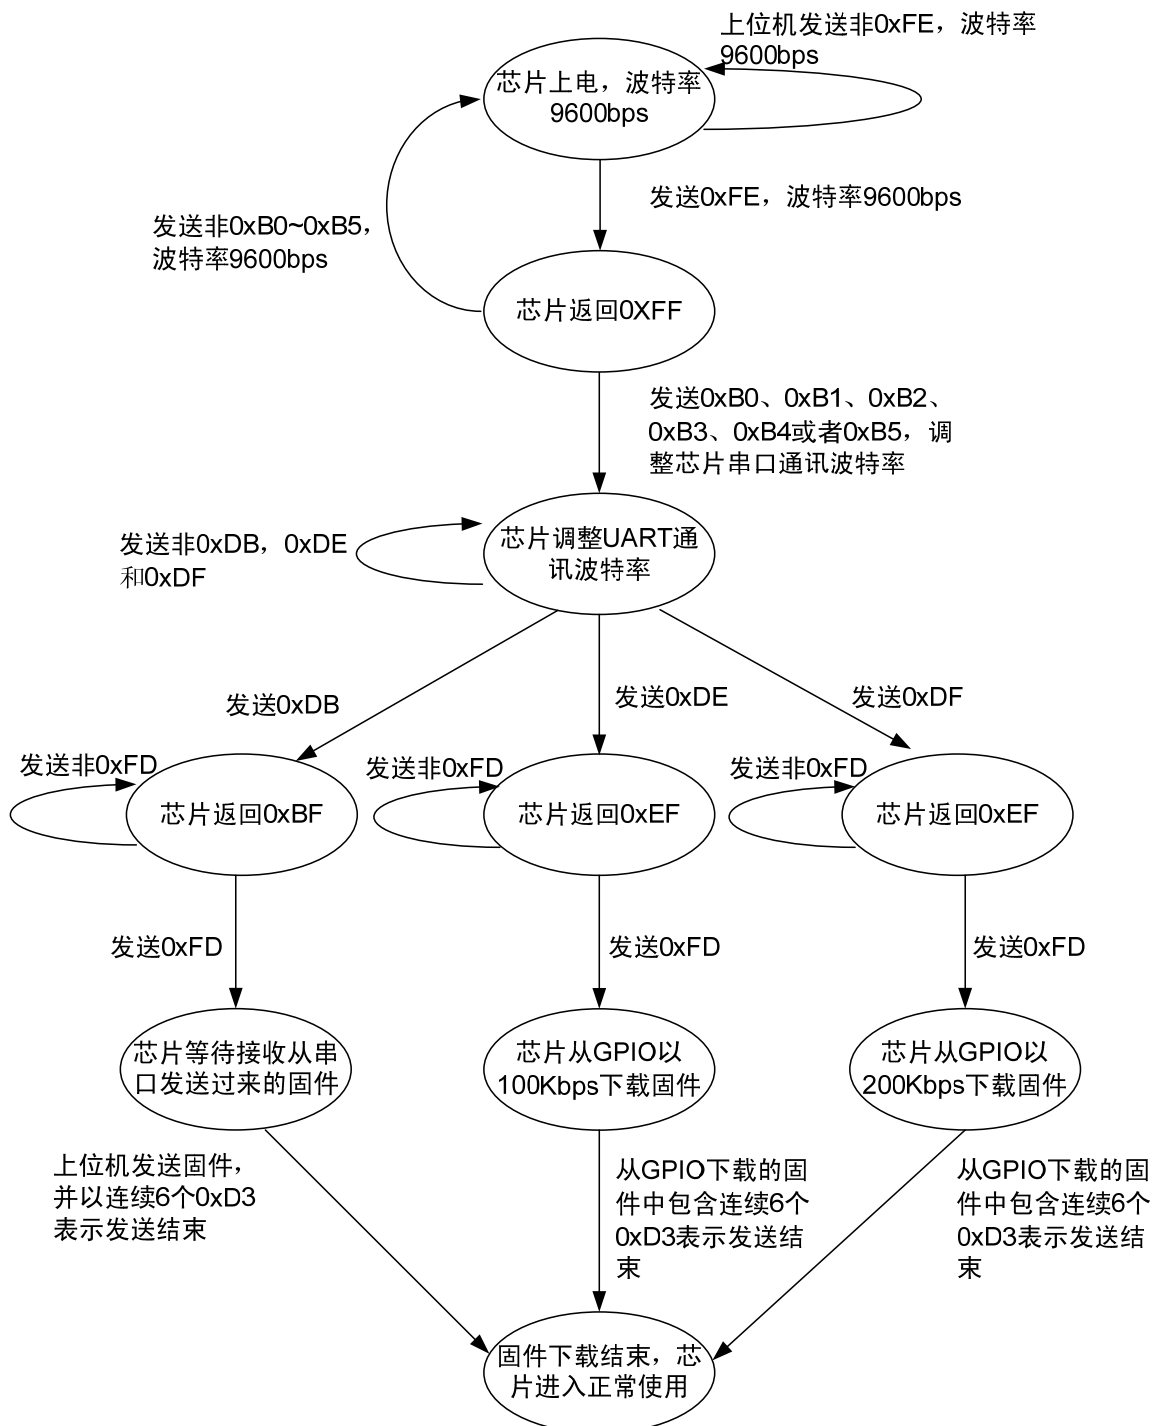 上位机发送非0xFE，波特率
9600bps
芯片上电，波特率
9600bps
发送0xFE，波特率9600bps
发送非0xB0~0xB5，
波特率9600bps
芯片返回0XFF
发送0xB0、0xB1、0xB2、
0xB3、0xB4或者0xB5，调
整芯片串口通讯波特率
发送非0xDB，0xDE
和0xDF
芯片调整UART通
讯波特率
发送0xDB
发送0xDE
发送0xDF
发送非0xFD
发送非0xFD
发送非0xFD
芯片返回0xBF
芯片返回0xEF
芯片返回0xEF
发送0xFD
发送0xFD
发送0xFD
芯片等待接收从串
口发送过来的固件
芯片从GPIO以
100Kbps下载固件
芯片从GPIO以
200Kbps下载固件
上位机发送固件，
并以连续6个0xD3
表示发送结束
从GPIO下载的固
件中包含连续6个
0xD3表示发送结
束
从GPIO下载的固
件中包含连续6个
0xD3表示发送结
束
固件下载结束，芯
片进入正常使用